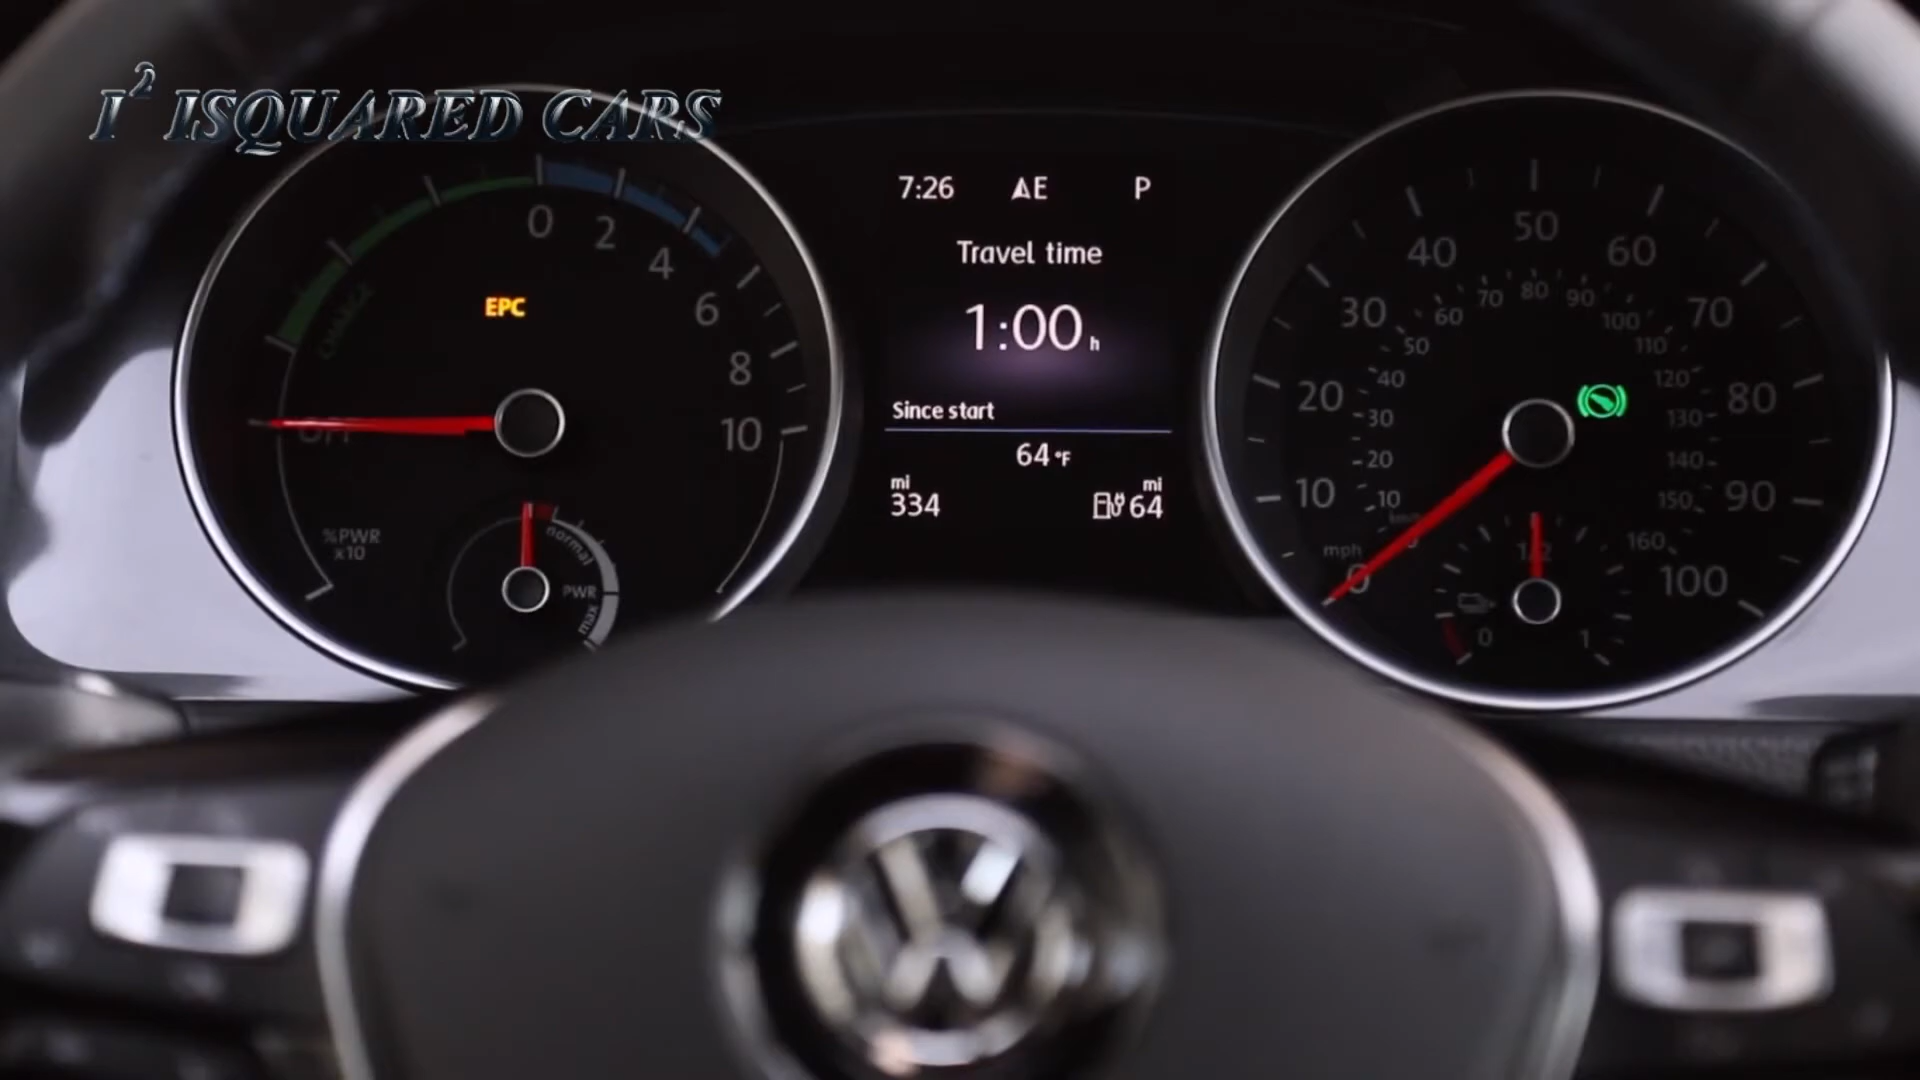 I² ISQUARED CARS
7:26 E P
Travel time
1:00 h
Since start
64 °F
mi
334
mi
64
EPC
CHARGE
0
2
4
6
8
10
%PWR
x10
normal
PWR
max
0
10
20
30
40
50
60
70
80
90
100
mph
10
20
30
40
50
60
70
80
90
100
110
120
130
140
150
160
0
1/2
1